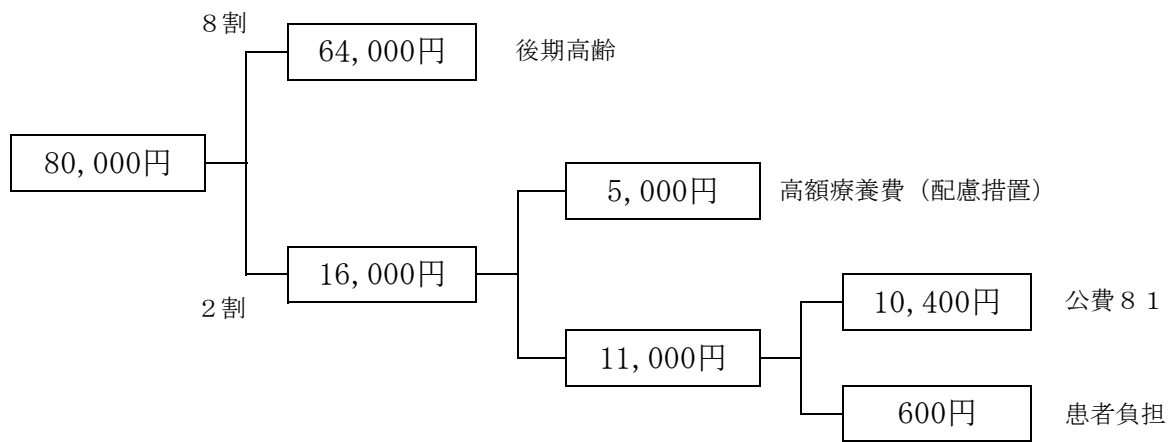 ８割
64,000円
後期高齢
80,000円
5,000円
高額療養費（配慮措置）
16,000円
２割
10,400円
公費８１
11,000円
600円
患者負担